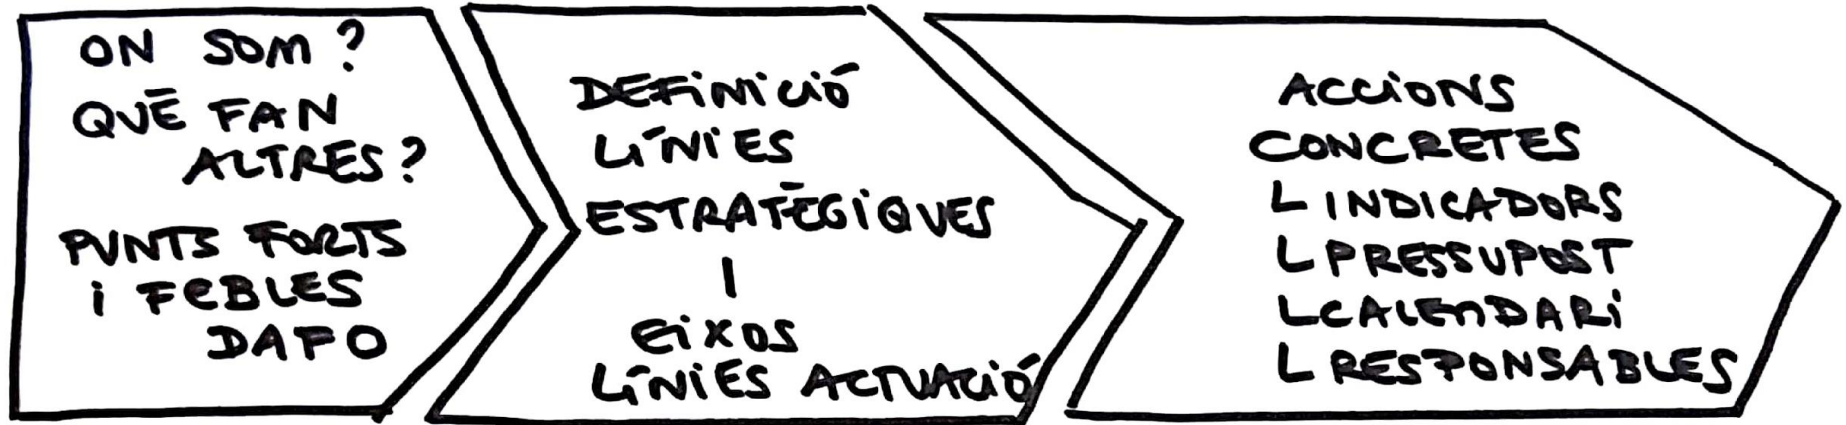 ON SOM?
QUÈ FAN
ALTRES?
PUNTS FORTS
i FEBLES
DAFO
DEFiNiCiÓ
LÍNiES
ESTRATÈGiQUES
|
EiXOS
LÍNiES ACTUACiÓ
ACCiONS
CONCRETES
L INDICADORS
L PRESSUPOST
L CALENDARi
L RESPONSABLES